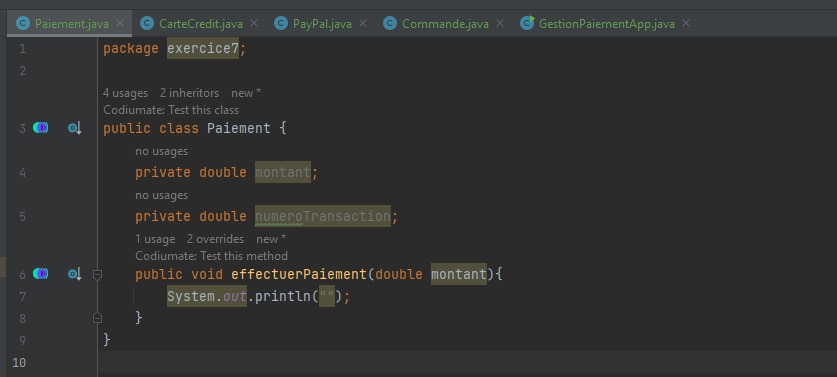 Paiement.java × CarteCredit.java × PayPal.java × Commande.java × GestionPaiementApp.java ×
1 package exercice7;
2
4 usages 2 inheritors new *
Codiumate: Test this class
3 public class Paiement {
no usages
4 private double montant;
no usages
5 private double numeroTransaction;
1 usage 2 overrides new *
Codiumate: Test this method
6 public void effectuerPaiement(double montant){
7 System.out.println("");
8 }
9 }
10